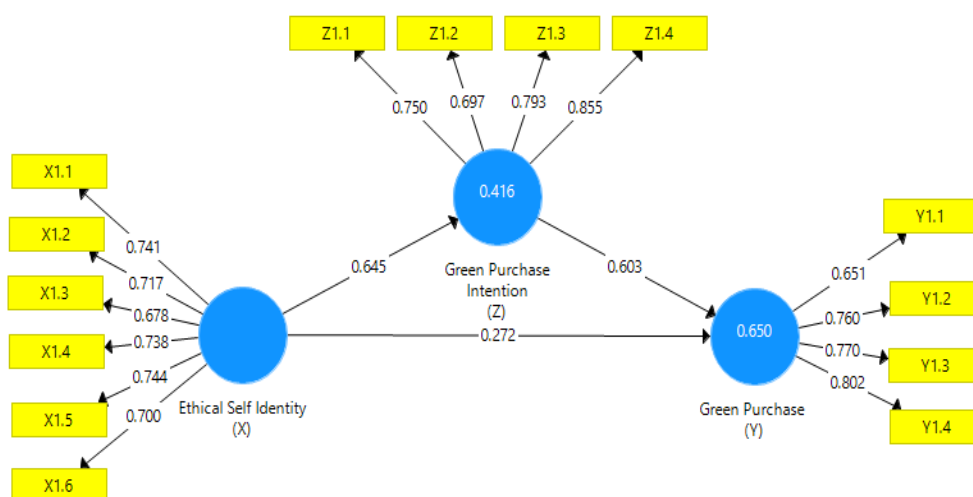 Z1.1
Z1.2
Z1.3
Z1.4
0.750
0.697
0.793
0.855
X1.1
X1.2
X1.3
X1.4
X1.5
X1.6
0.741
0.717
0.678
0.738
0.744
0.700
0.416
Green Purchase
Intention
(Z)
0.645
0.603
0.272
Ethical Self Identity
(X)
0.650
Green Purchase
(Y)
0.651
0.760
0.770
0.802
Y1.1
Y1.2
Y1.3
Y1.4